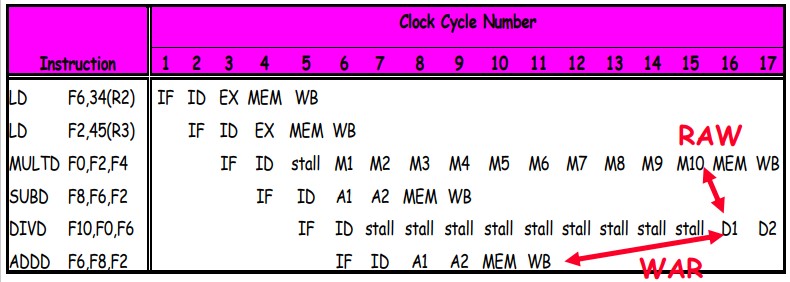 Clock Cycle Number
Instruction 1 2 3 4 5 6 7 8 9 10 11 12 13 14 15 16 17
LD F6,34(R2) IF ID EX MEM WB
LD F2,45(R3) IF ID EX MEM WB
RAW
MULTD F0,F2,F4 IF ID stall M1 M2 M3 M4 M5 M6 M7 M8 M9 M10 MEM WB
SUBD F8,F6,F2 IF ID A1 A2 MEM WB
DIVD F10,F0,F6 IF ID stall stall stall stall stall stall stall stall stall D1 D2
ADDD F6,F8,F2 IF ID A1 A2 MEM WB
WAR